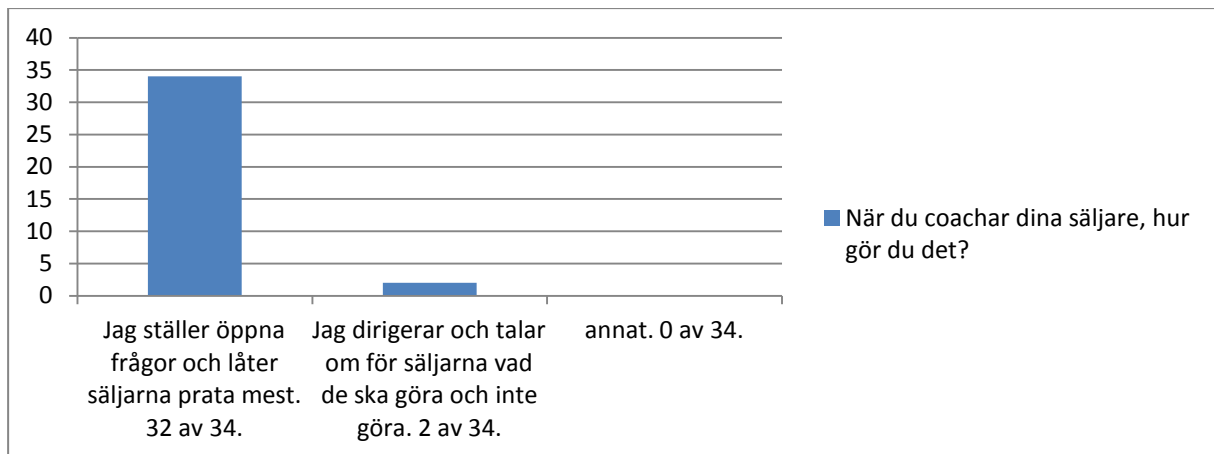 40
35
30
25
20
15
10
5
0
Jag ställer öppna
frågor och låter
säljarna prata mest.
32 av 34.
Jag dirigerar och talar
om för säljarna vad
de ska göra och inte
göra. 2 av 34.
annat. 0 av 34.
När du coachar dina säljare, hur
gör du det?